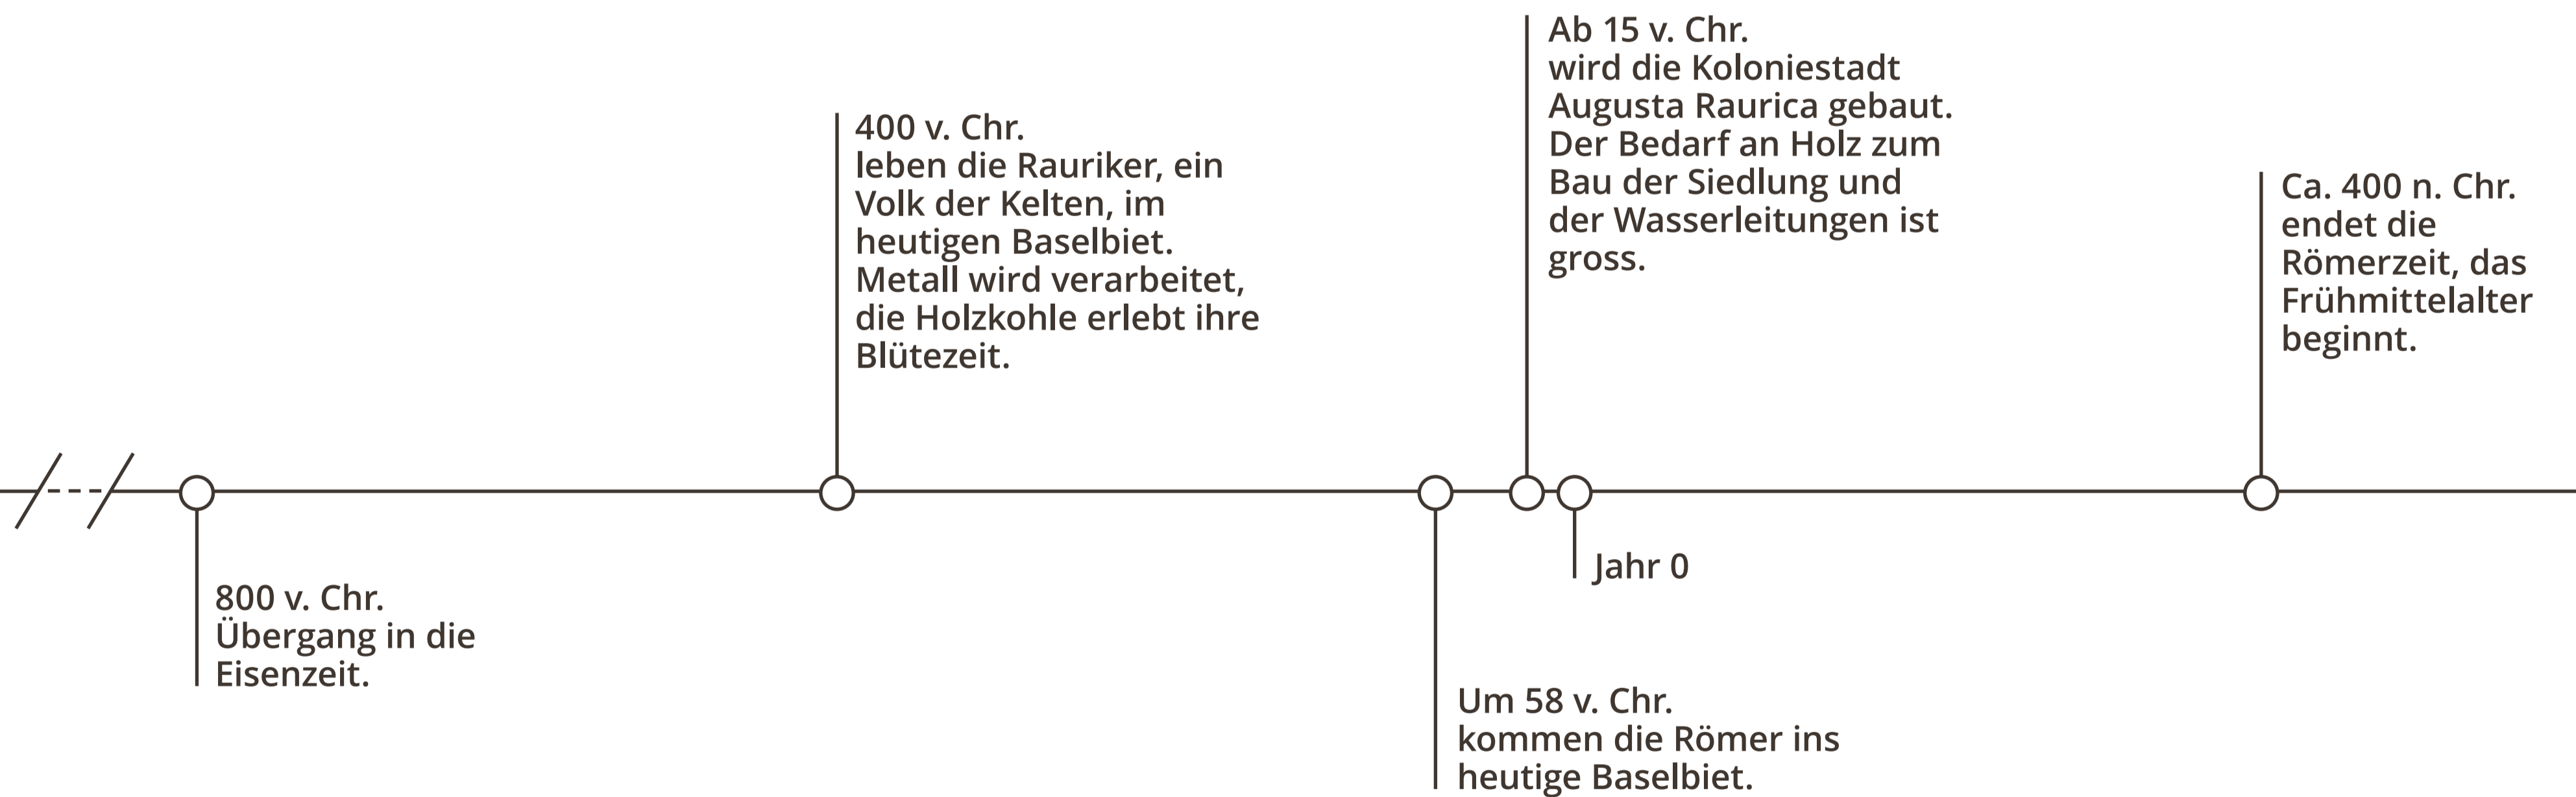 800 v. Chr.
Übergang in die
Eisenzeit.
400 v. Chr.
leben die Rauriker, ein
Volk der Kelten, im
heutigen Baselbiet.
Metall wird verarbeitet,
die Holzkohle erlebt ihre
Blütezeit.
Um 58 v. Chr.
kommen die Römer ins
heutige Baselbiet.
Ab 15 v. Chr.
wird die Koloniestadt
Augusta Raurica gebaut.
Der Bedarf an Holz zum
Bau der Siedlung und
der Wasserleitungen ist
gross.
Jahr 0
Ca. 400 n. Chr.
endet die
Römerzeit, das
Frühmittelalter
beginnt.